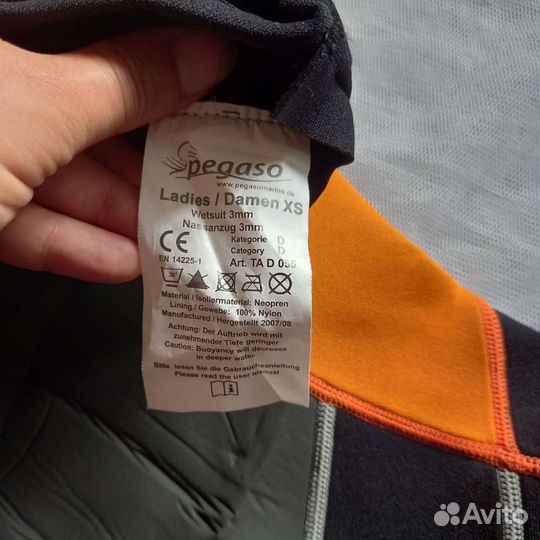 pegaso
www.pegasomarine.de
Ladies / Damen XS
Wetsuit 3mm
Nassanzug 3mm
CE
Kategorie D
Category D
EN 14225-1
Art. TA D 055
30°
Material / Isoliermaterial: Neopren
Lining / Gewebe: 100% Nylon
Manufactured / Hergestellt 2007/08
Achtung: Der Auftrieb wird mit
zunehmender Tiefe geringer
Caution: Buoyancy will decrease
in deeper water
Bitte lesen Sie die Gebrauchsanleitung
Please read the user manual
Avito